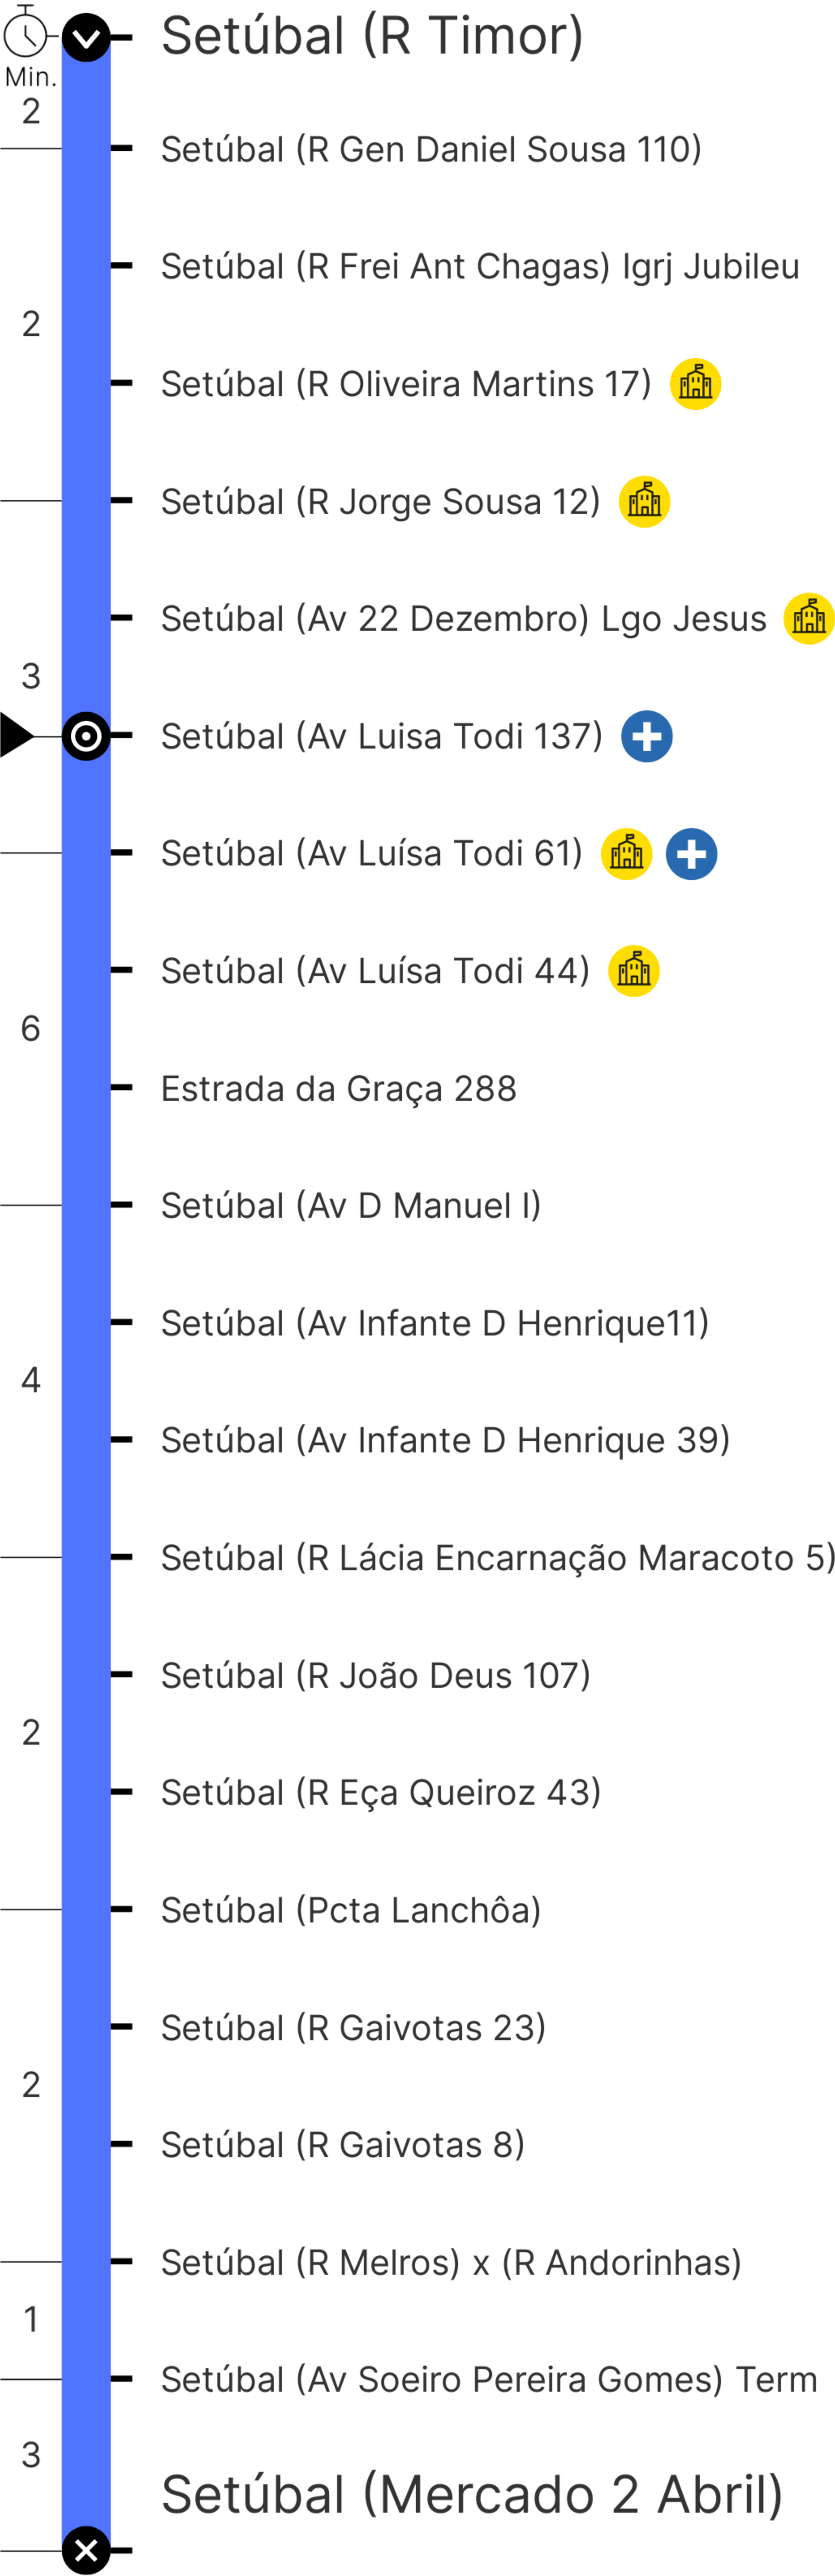 Setúbal (R Timor)
Min.
2
Setúbal (R Gen Daniel Sousa 110)
Setúbal (R Frei Ant Chagas) Igrj Jubileu
2
Setúbal (R Oliveira Martins 17)
Setúbal (R Jorge Sousa 12)
Setúbal (Av 22 Dezembro) Lgo Jesus
3
Setúbal (Av Luisa Todi 137)
Setúbal (Av Luísa Todi 61)
Setúbal (Av Luísa Todi 44)
6
Estrada da Graça 288
Setúbal (Av D Manuel I)
Setúbal (Av Infante D Henrique11)
4
Setúbal (Av Infante D Henrique 39)
Setúbal (R Lácia Encarnação Maracoto 5)
Setúbal (R João Deus 107)
2
Setúbal (R Eça Queiroz 43)
Setúbal (Pcta Lanchôa)
Setúbal (R Gaivotas 23)
2
Setúbal (R Gaivotas 8)
Setúbal (R Melros) x (R Andorinhas)
1
Setúbal (Av Soeiro Pereira Gomes) Term
3
Setúbal (Mercado 2 Abril)